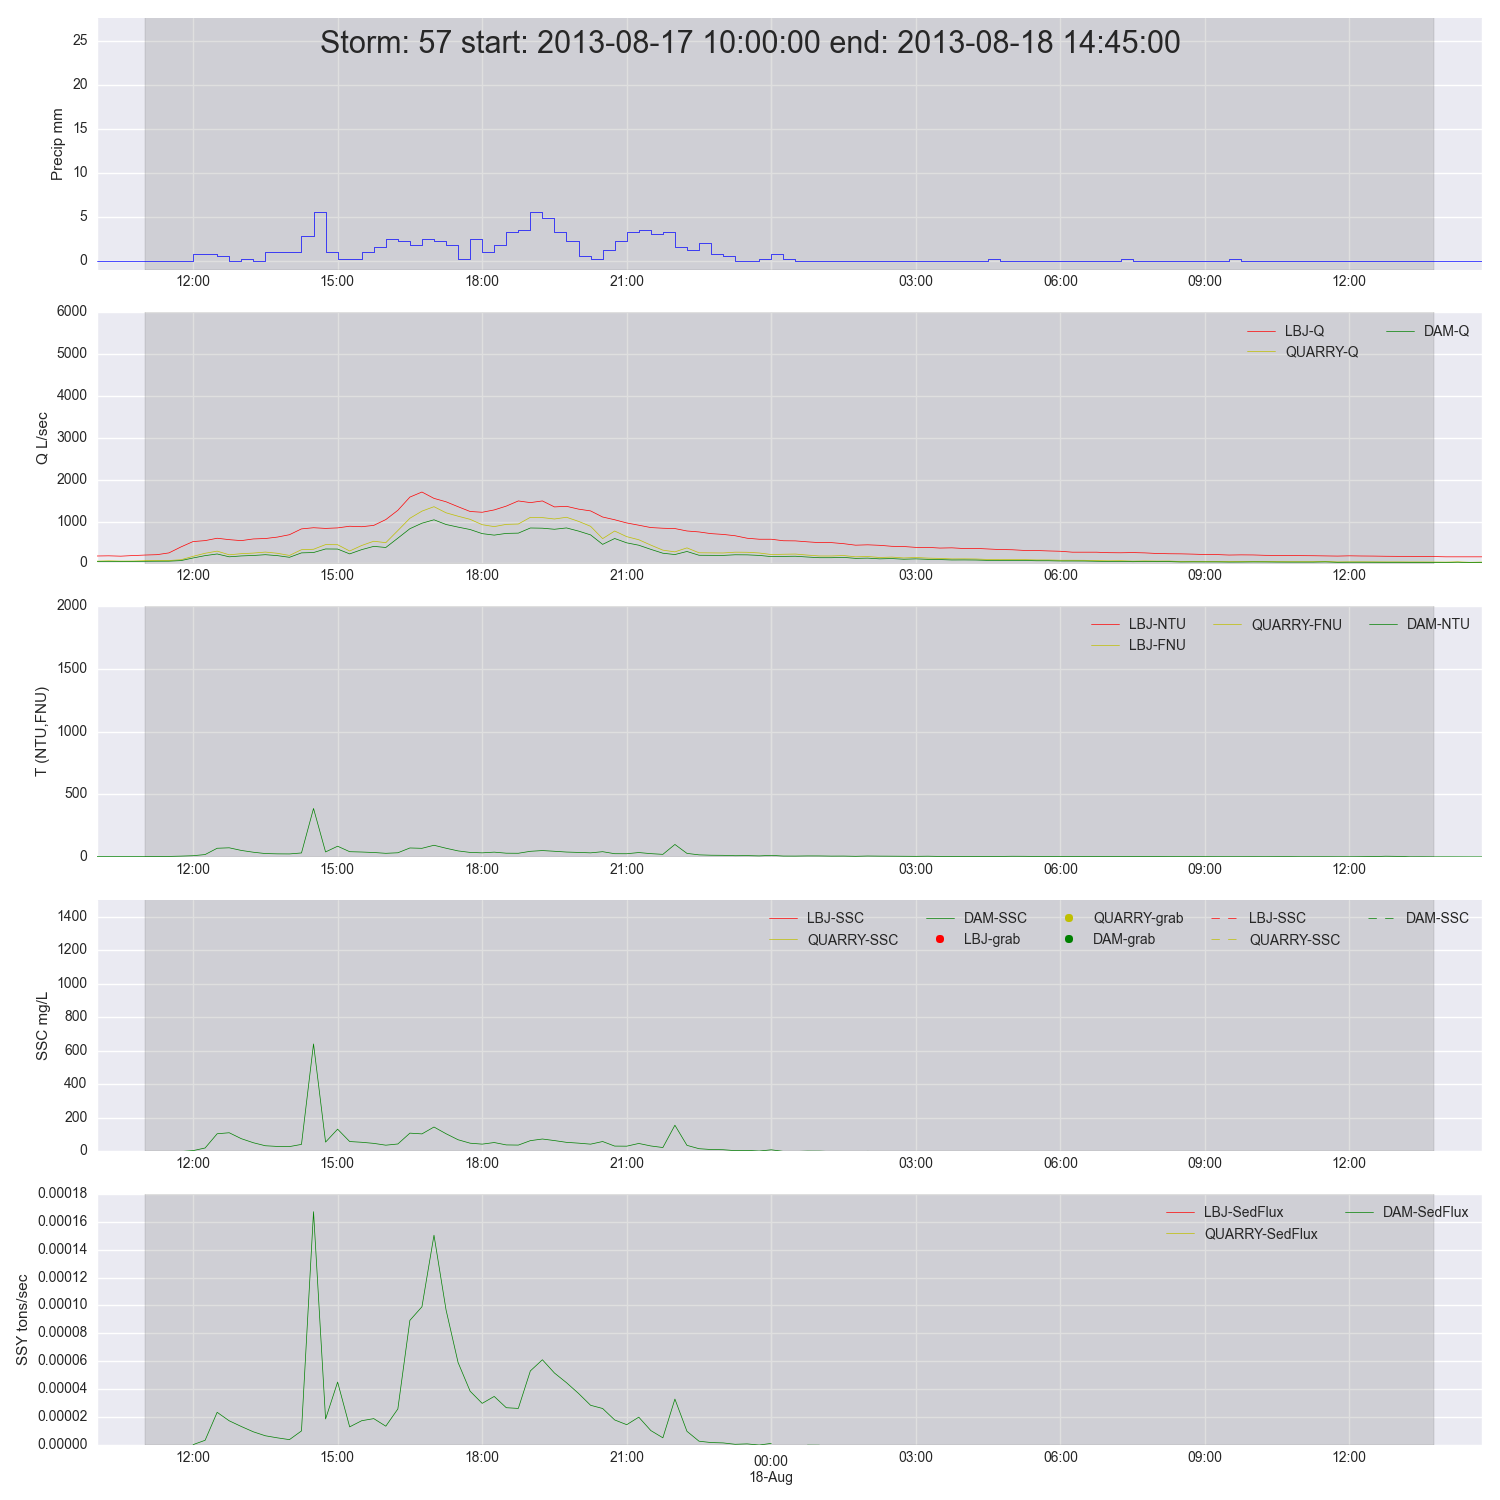 Storm: 57 start: 2013-08-17 10:00:00 end: 2013-08-18 14:45:00
Precip mm
25
20
15
10
5
0
12:00 15:00 18:00 21:00 03:00 06:00 09:00 12:00
Q L/sec
6000
5000
4000
3000
2000
1000
0
LBJ-Q DAM-Q
QUARRY-Q
12:00 15:00 18:00 21:00 03:00 06:00 09:00 12:00
T (NTU,FNU)
2000
1500
1000
500
0
LBJ-NTU QUARRY-FNU DAM-NTU
LBJ-FNU
12:00 15:00 18:00 21:00 03:00 06:00 09:00 12:00
SSC mg/L
1400
1200
1000
800
600
400
200
0
LBJ-SSC DAM-SSC QUARRY-grab LBJ-SSC DAM-SSC
QUARRY-SSC LBJ-grab DAM-grab QUARRY-SSC
12:00 15:00 18:00 21:00 03:00 06:00 09:00 12:00
SSY tons/sec
0.00018
0.00016
0.00014
0.00012
0.00010
0.00008
0.00006
0.00004
0.00002
0.00000
LBJ-SedFlux DAM-SedFlux
QUARRY-SedFlux
12:00 15:00 18:00 21:00 00:00 03:00 06:00 09:00 12:00
18-Aug